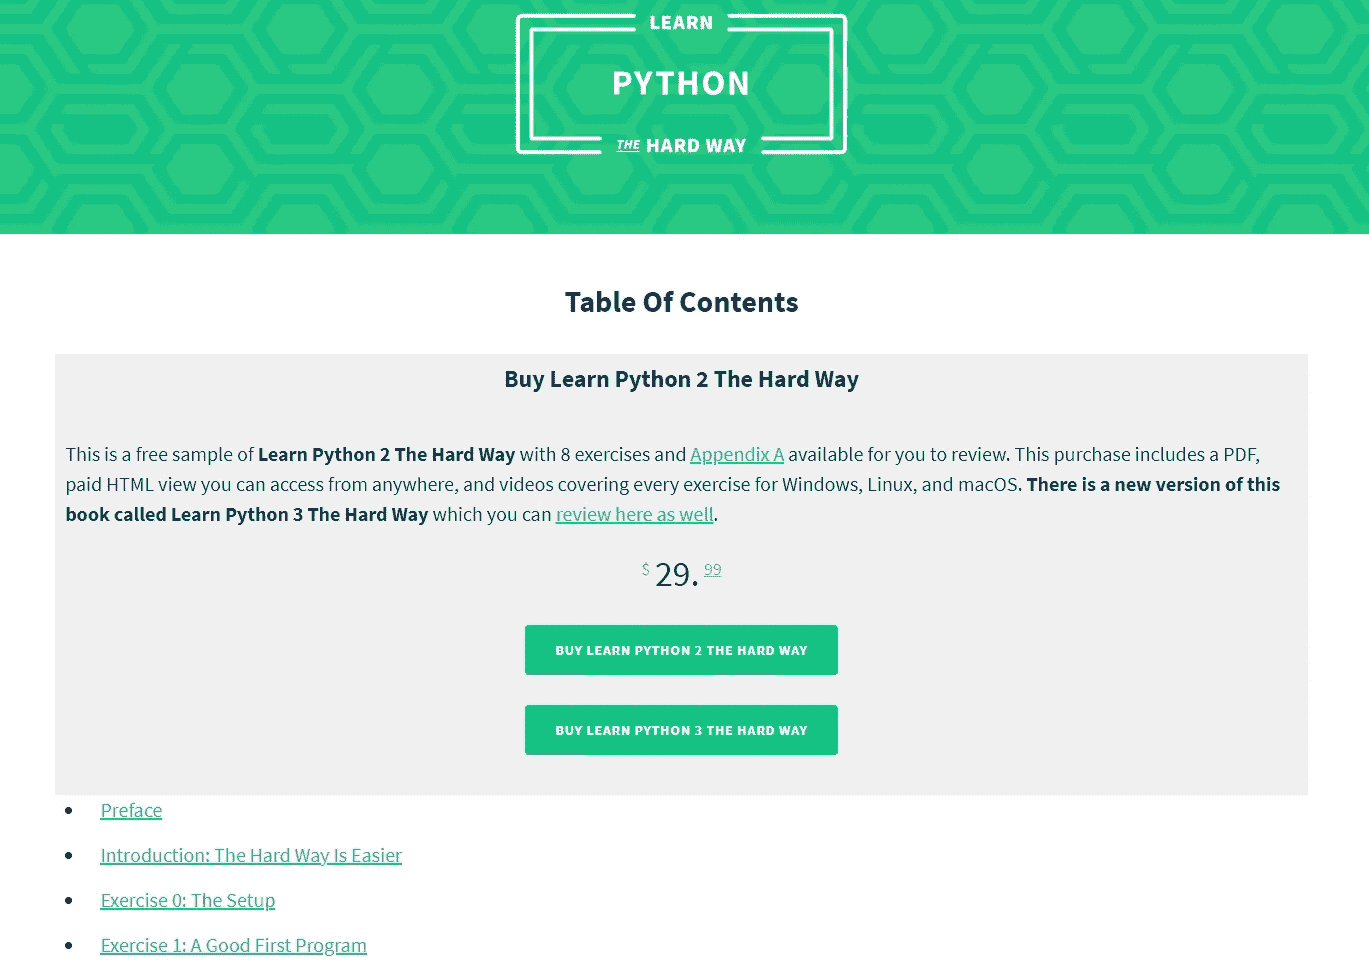 LEARN
PYTHON
THE HARD WAY
Table Of Contents
Buy Learn Python 2 The Hard Way
This is a free sample of Learn Python 2 The Hard Way with 8 exercises and Appendix A available for you to review. This purchase includes a PDF,
paid HTML view you can access from anywhere, and videos covering every exercise for Windows, Linux, and macOS. There is a new version of this
book called Learn Python 3 The Hard Way which you can review here as well.
$ 29. 99
BUY LEARN PYTHON 2 THE HARD WAY
BUY LEARN PYTHON 3 THE HARD WAY
• Preface
• Introduction: The Hard Way Is Easier
• Exercise 0: The Setup
• Exercise 1: A Good First Program